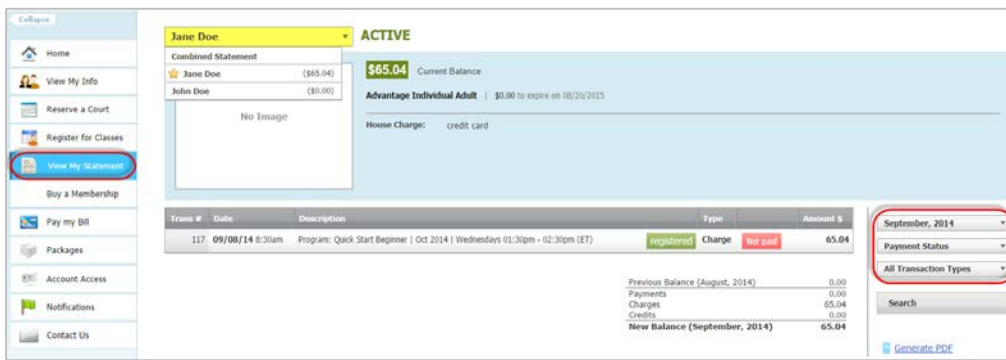 Collapse
Home
View My Info
Reserve a Court
Register for Classes
View My Statement
Buy a Membership
Pay my Bill
Packages
Account Access
Notifications
Contact Us
Jane Doe
ACTIVE
Combined Statement
Jane Doe ($65.04)
John Doe ($0.00)
No Image
$65.04 Current Balance
Advantage Individual Adult | $0.00 to expire on 08/20/2015
House Charge: credit card
Trans # Date Description Type Amount $
117 09/08/14 8:30am Program: Quick Start Beginner | Oct 2014 | Wednesdays 01:30pm - 02:30pm (ET) registered Charge Not paid 65.04
Previous Balance (August, 2014) 0.00
Payments 0.00
Charges 65.04
Credits 0.00
New Balance (September, 2014) 65.04
September, 2014
Payment Status
All Transaction Types
Search
Generate PDF